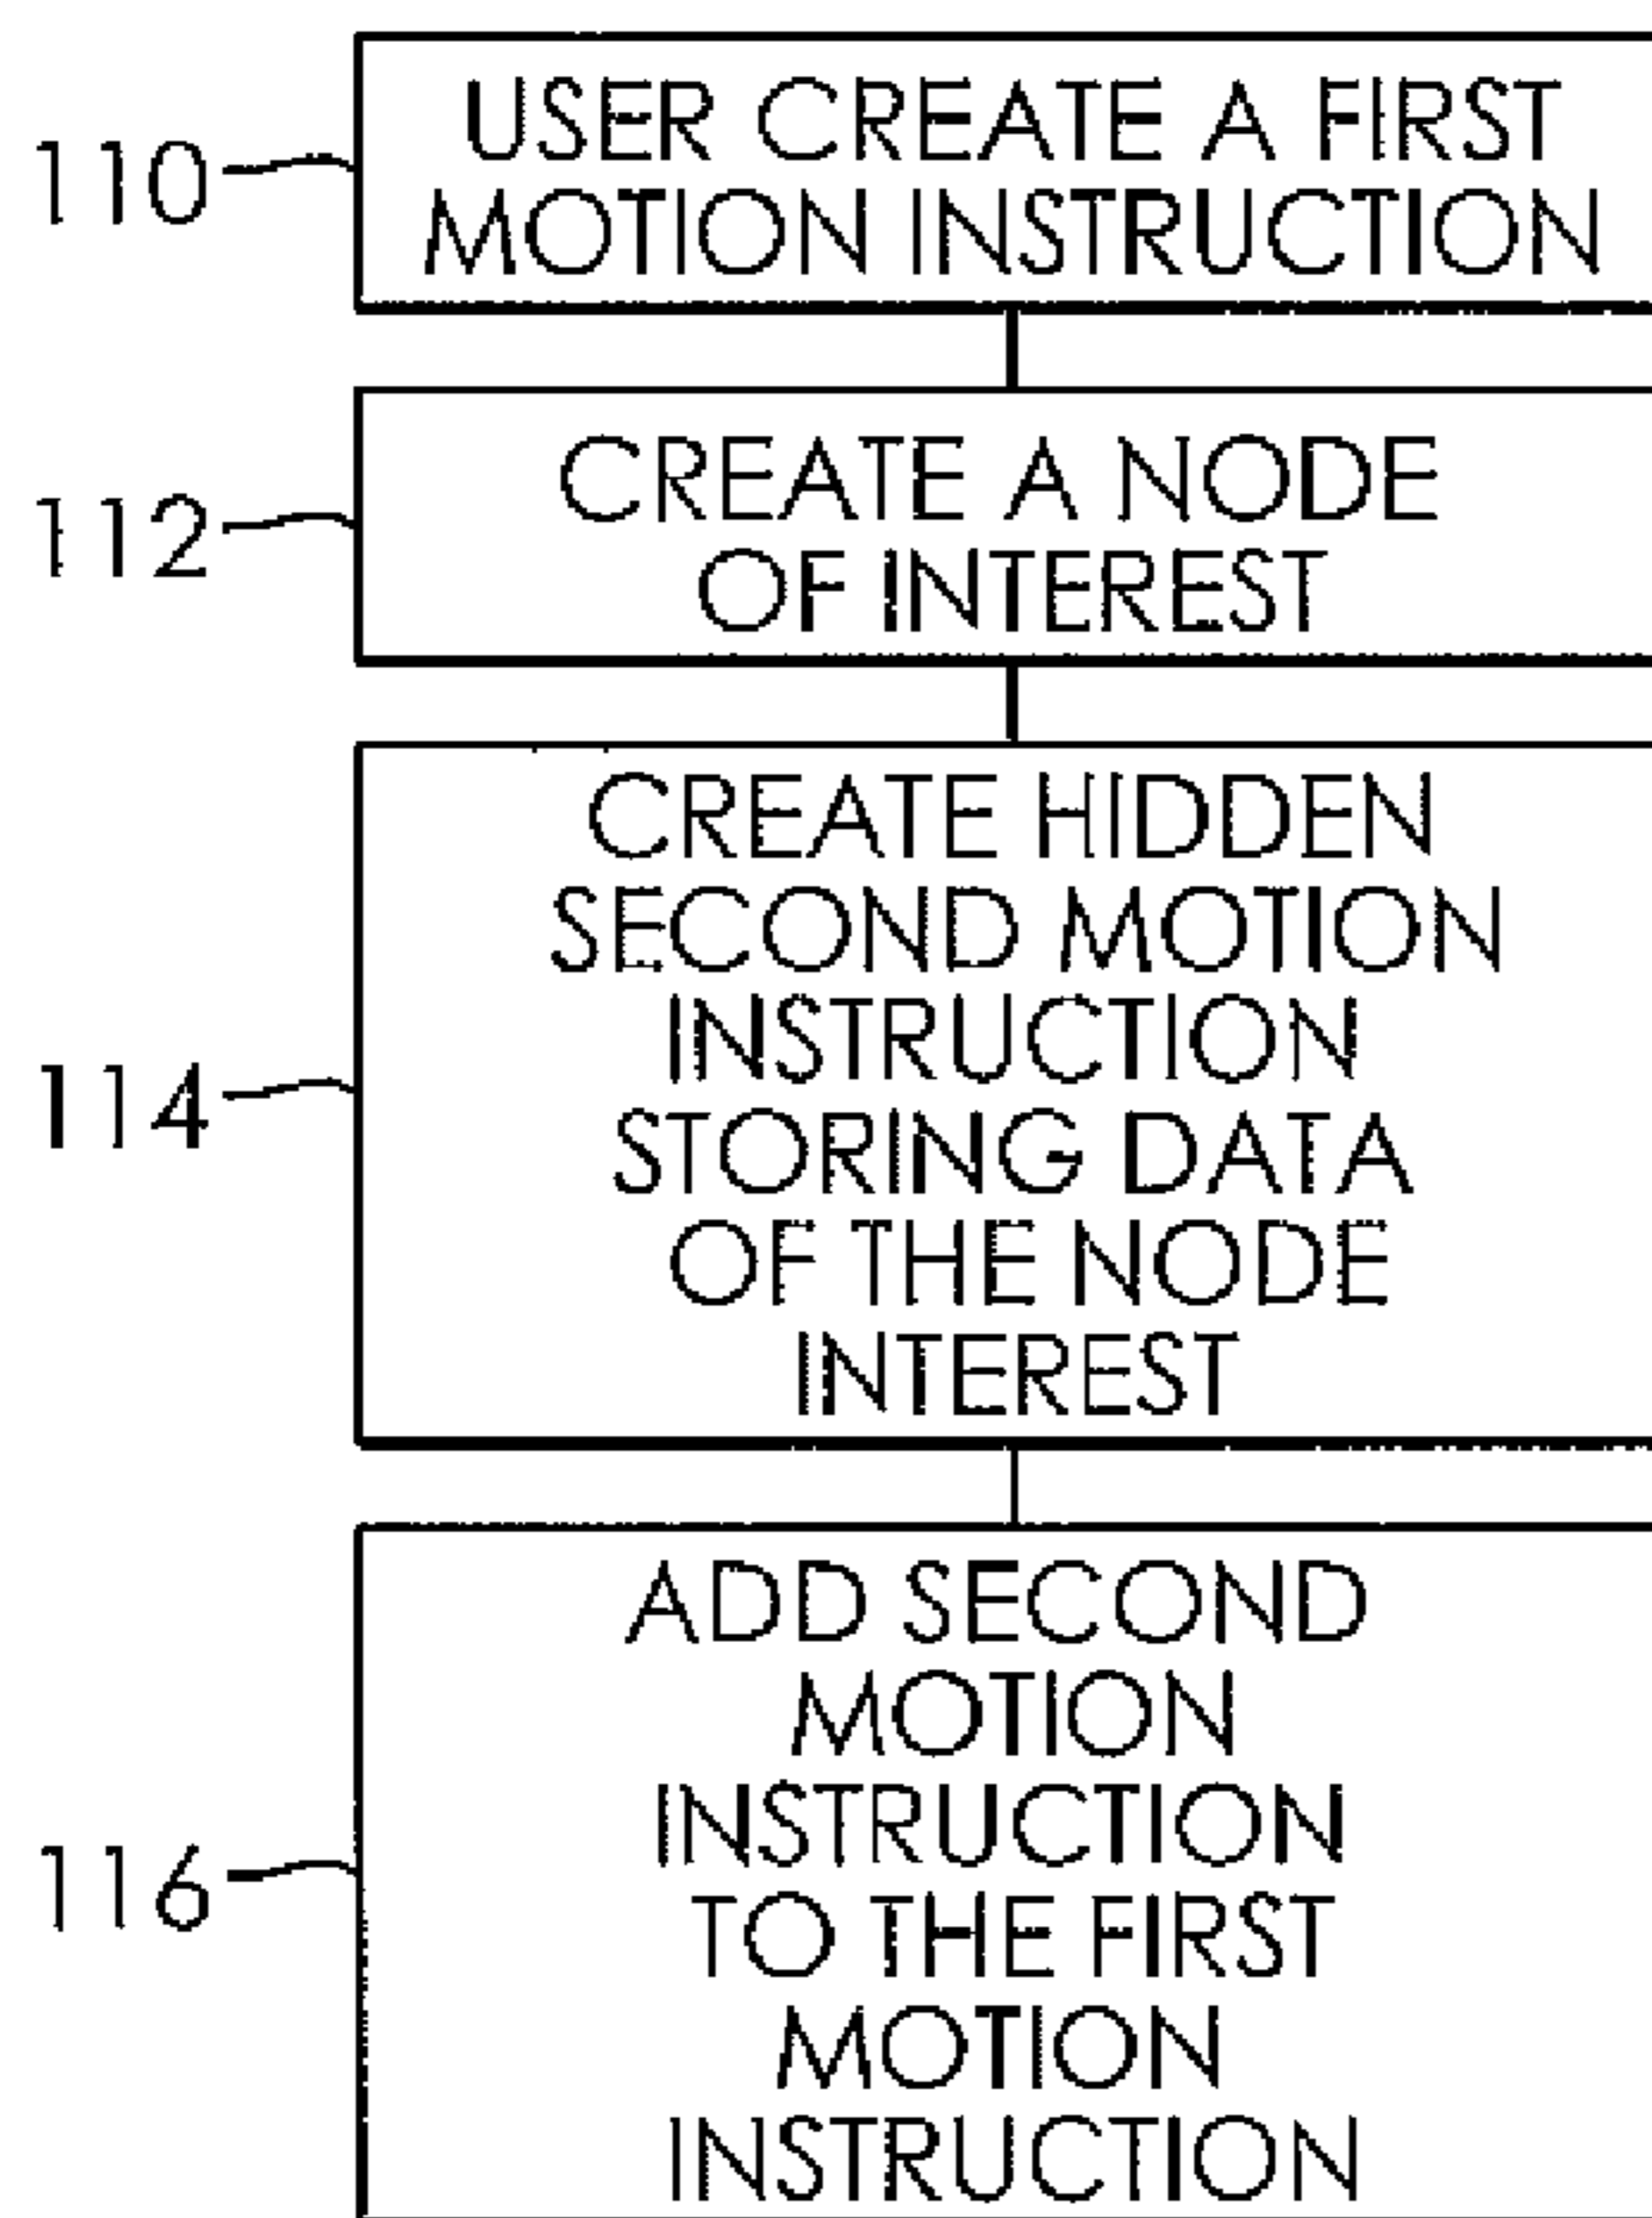 110
USER CREATE A FIRST
MOTION INSTRUCTION
112
CREATE A NODE
OF INTEREST
114
CREATE HIDDEN
SECOND MOTION
INSTRUCTION
STORING DATA
OF THE NODE
INTEREST
116
ADD SECOND
MOTION
INSTRUCTION
TO THE FIRST
MOTION
INSTRUCTION